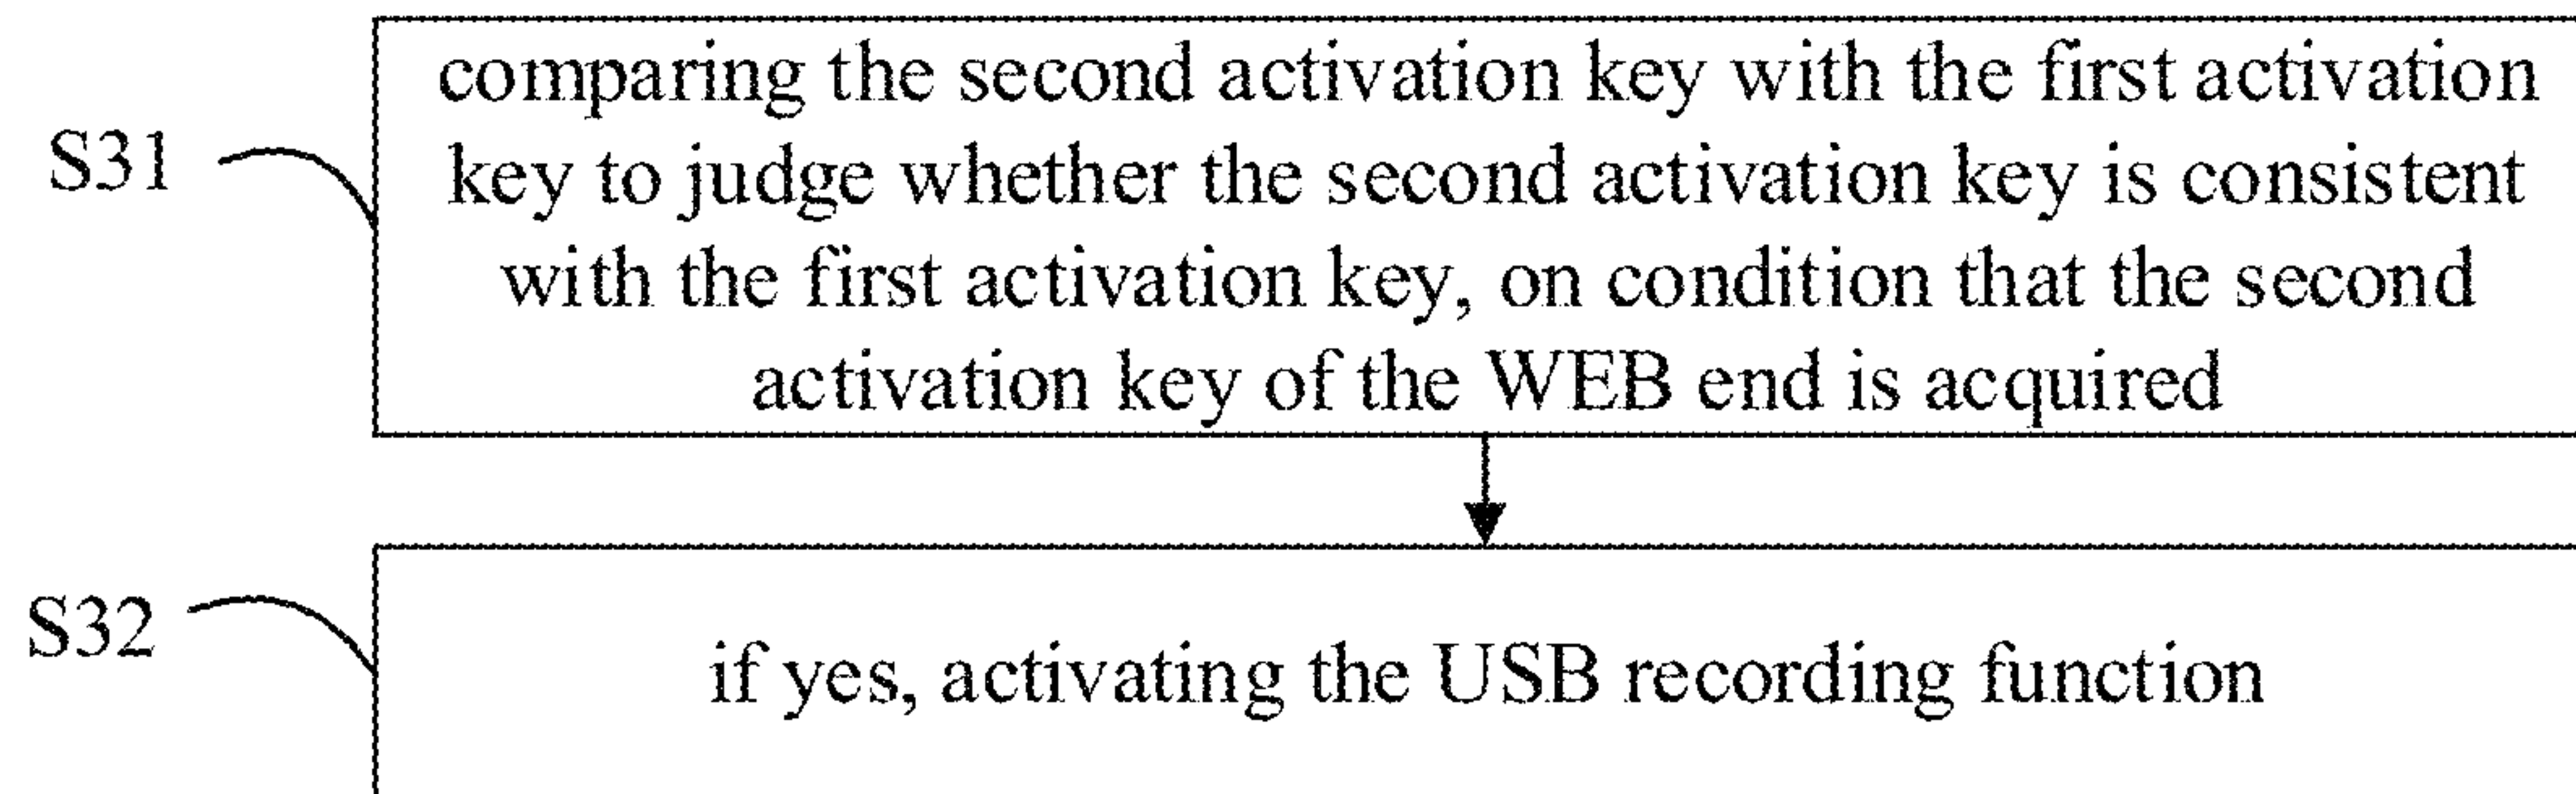 S31
comparing the second activation key with the first activation
key to judge whether the second activation key is consistent
with the first activation key, on condition that the second
activation key of the WEB end is acquired
S32
if yes, activating the USB recording function